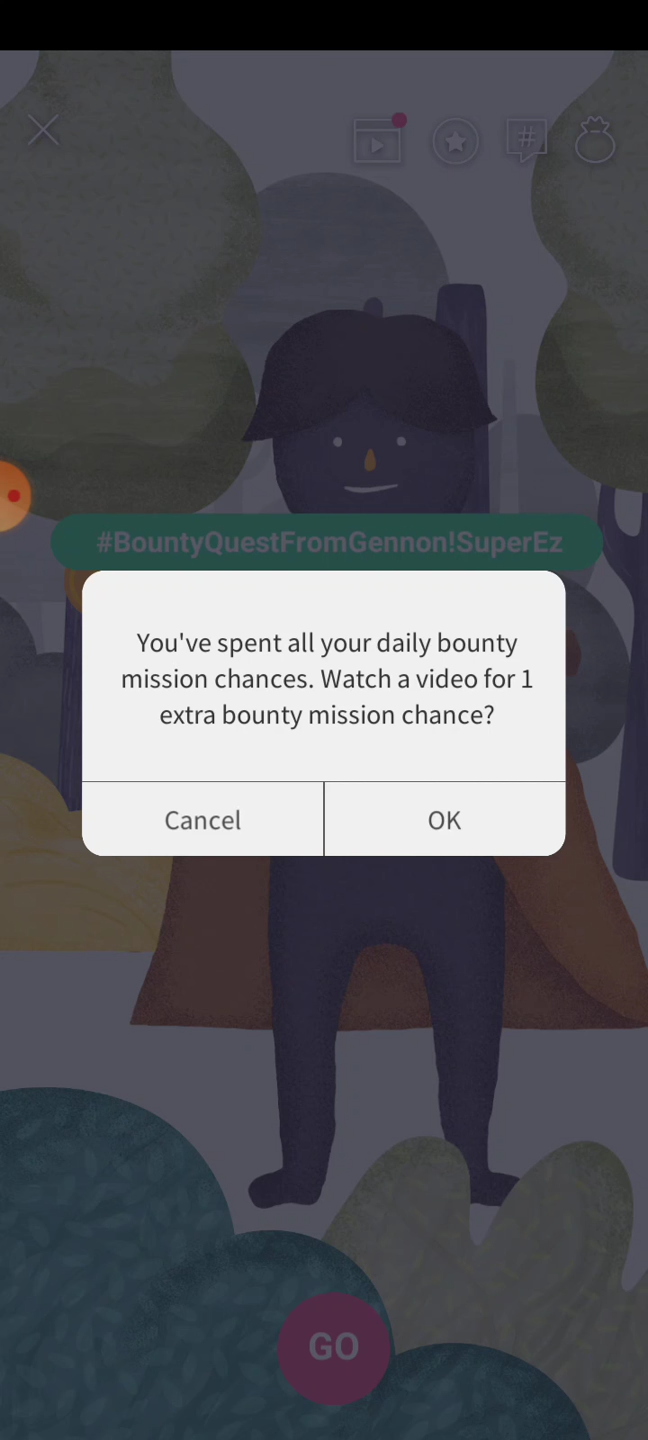 #
#BountyQuestFromGennon!SuperEz
You've spent all your daily bounty
mission chances. Watch a video for 1
extra bounty mission chance?
Cancel
OK
GO